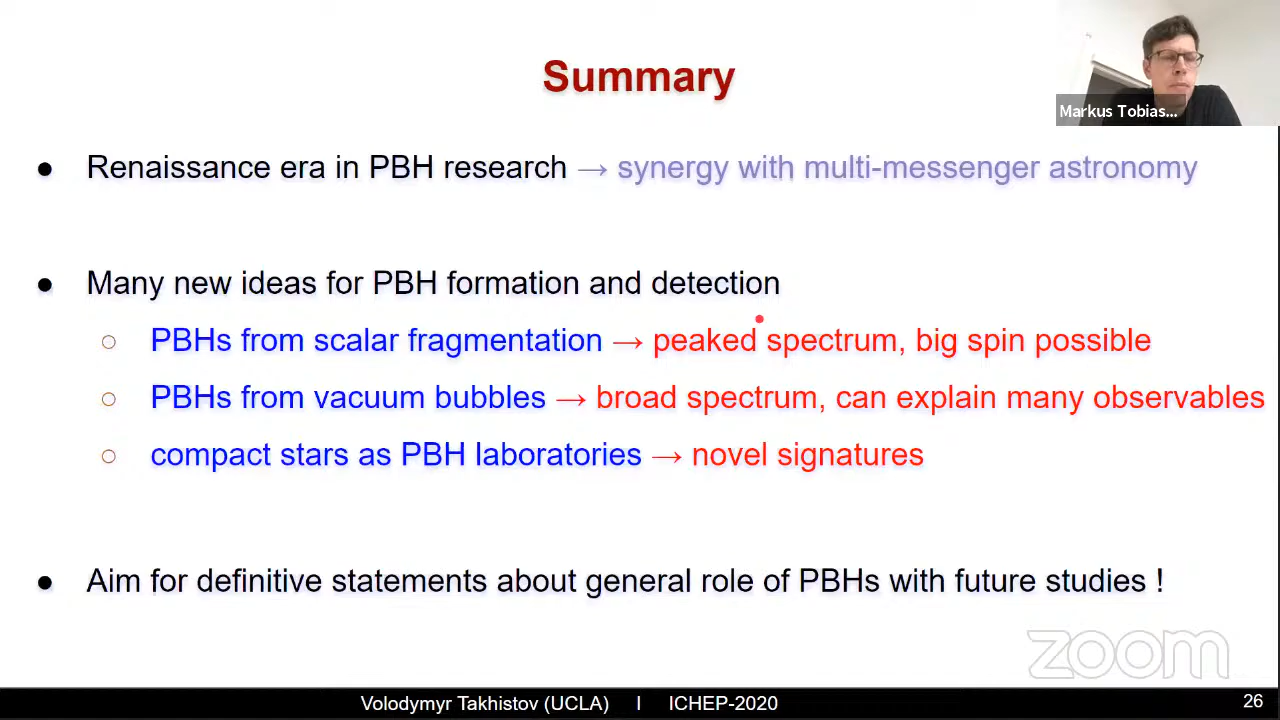 Summary
Markus Tobias...
● Renaissance era in PBH research → synergy with multi-messenger astronomy
● Many new ideas for PBH formation and detection
○ PBHs from scalar fragmentation → peaked spectrum, big spin possible
○ PBHs from vacuum bubbles → broad spectrum, can explain many observables
○ compact stars as PBH laboratories → novel signatures
● Aim for definitive statements about general role of PBHs with future studies !
zoom
Volodymyr Takhistov (UCLA) I ICHEP-2020 26